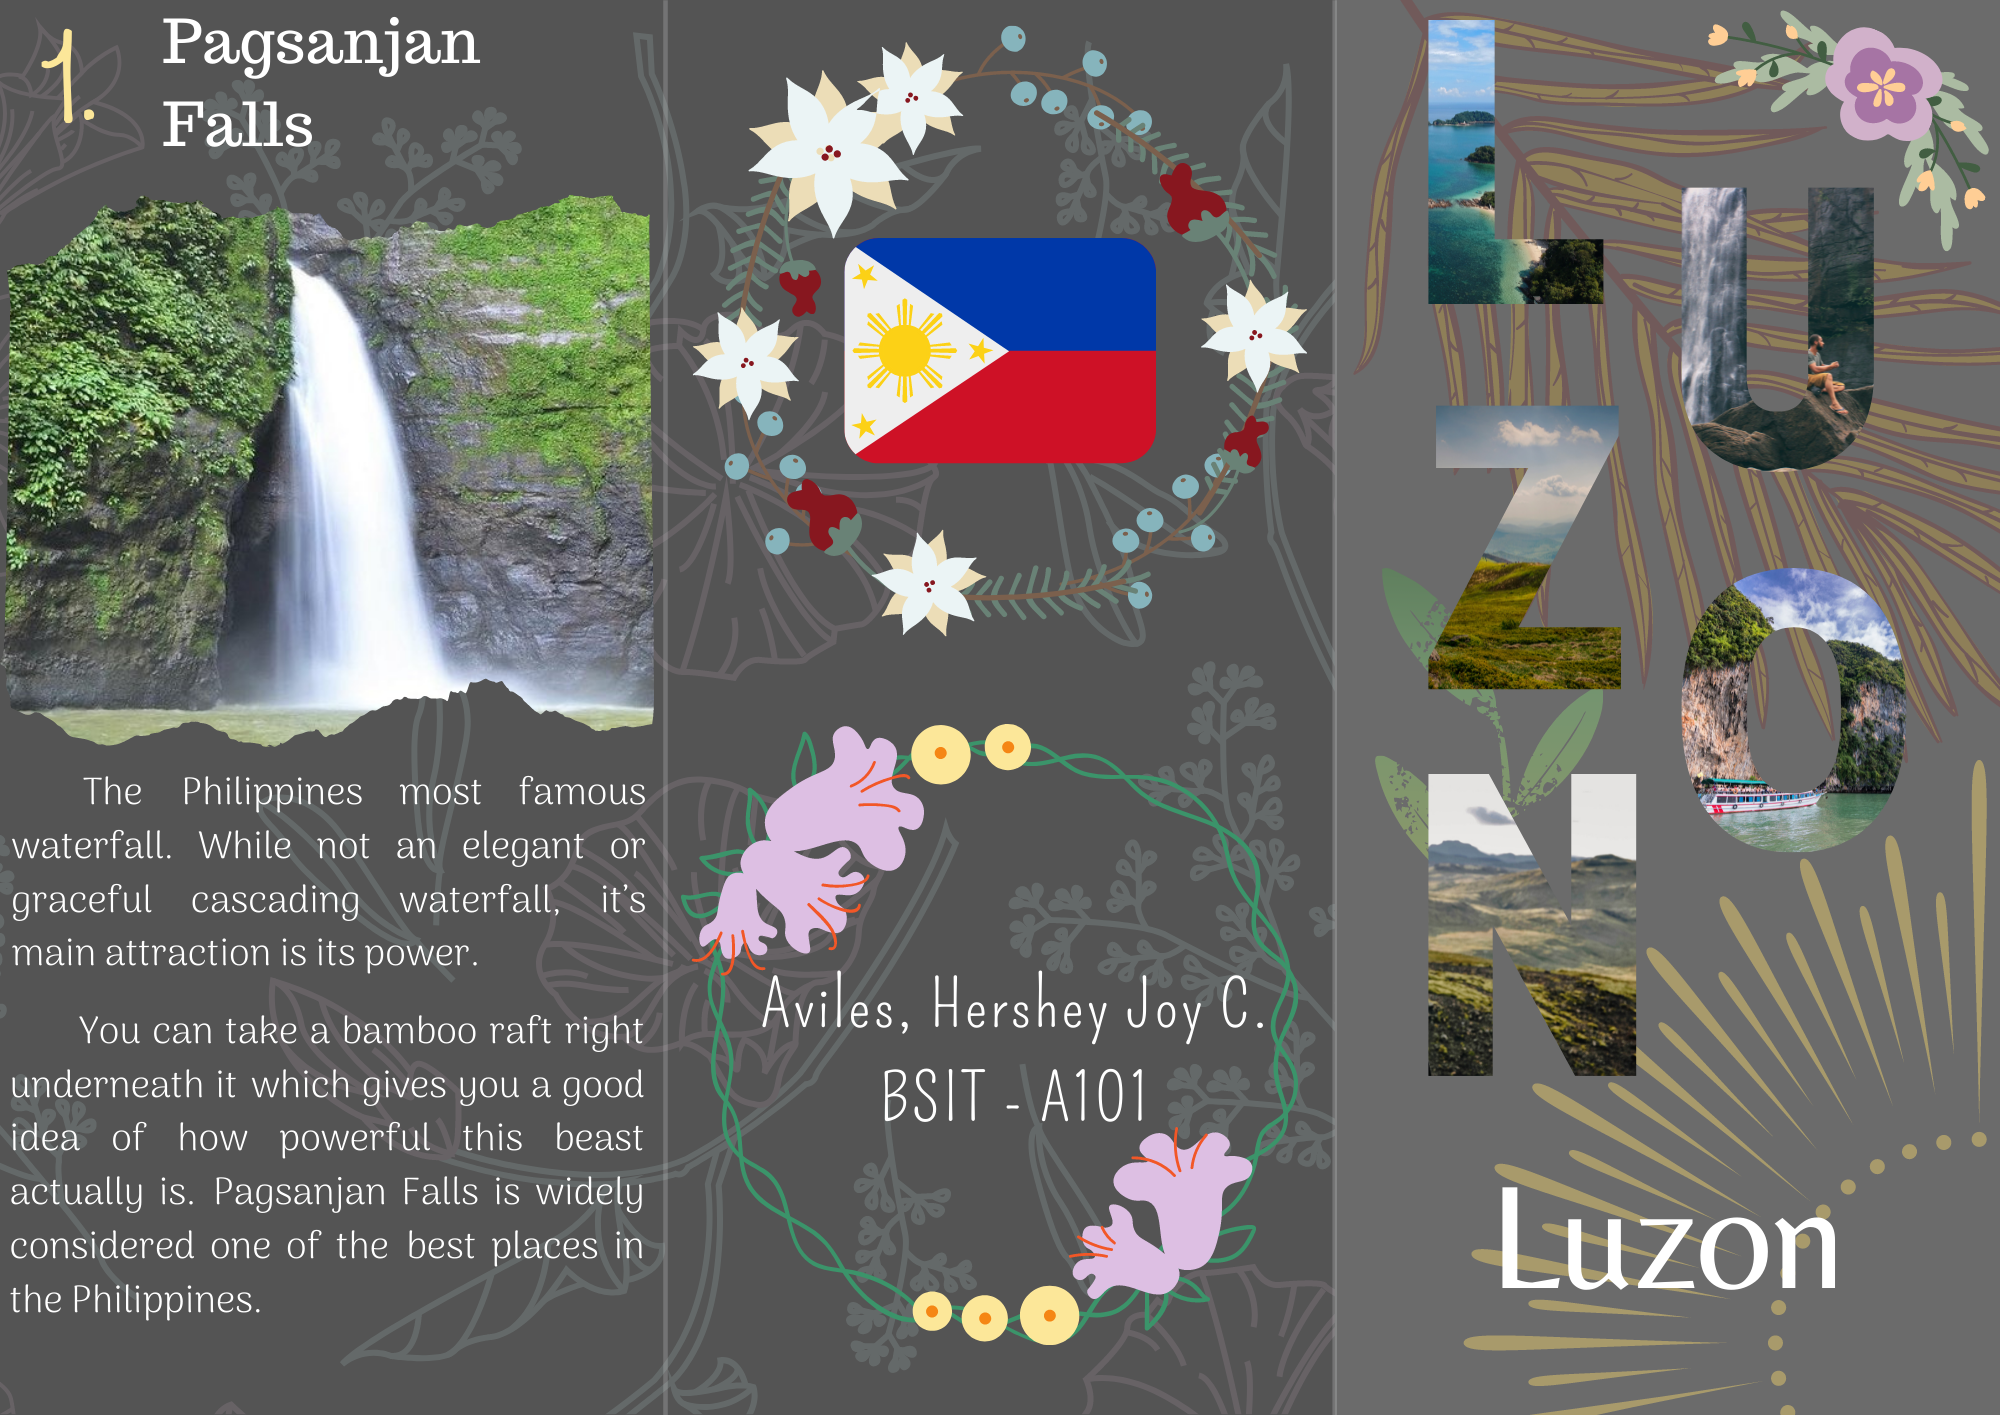 1.
Pagsanjan
Falls
The Philippines most famous
waterfall. While not an elegant or
graceful cascading waterfall, it's
main attraction is its power.
You can take a bamboo raft right
underneath it which gives you a good
idea of how powerful this beast
actually is. Pagsanjan Falls is widely
considered one of the best places in
the Philippines.
Aviles, Hershey Joy C.
BSIT - A101
L
U
Z
O
N
Luzon